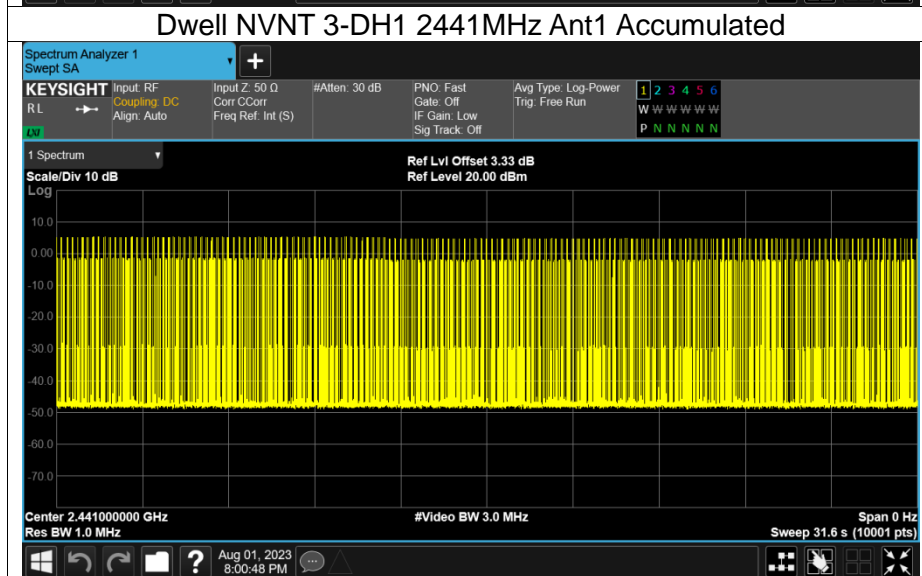 Dwell NVNT 3-DH1 2441MHz Ant1 Accumulated
Spectrum Analyzer 1
Swept SA
+
KEYSIGHT
R L
LXI
Input: RF
Coupling: DC
Align: Auto
Input Z: 50 Ω
Corr CCorr
Freq Ref: Int (S)
#Atten: 30 dB
PNO: Fast
Gate: Off
IF Gain: Low
Sig Track: Off
Avg Type: Log-Power
Trig: Free Run
1 2 3 4 5 6
W W W W W W
P N N N N N
1 Spectrum
Scale/Div 10 dB
Ref Lvl Offset 3.33 dB
Ref Level 20.00 dBm
Log
10.0
0.00
-10.0
-20.0
-30.0
-40.0
-50.0
-60.0
-70.0
Center 2.441000000 GHz
#Video BW 3.0 MHz
Span 0 Hz
Res BW 1.0 MHz
Sweep 31.6 s (10001 pts)
?
Aug 01, 2023
8:00:48 PM